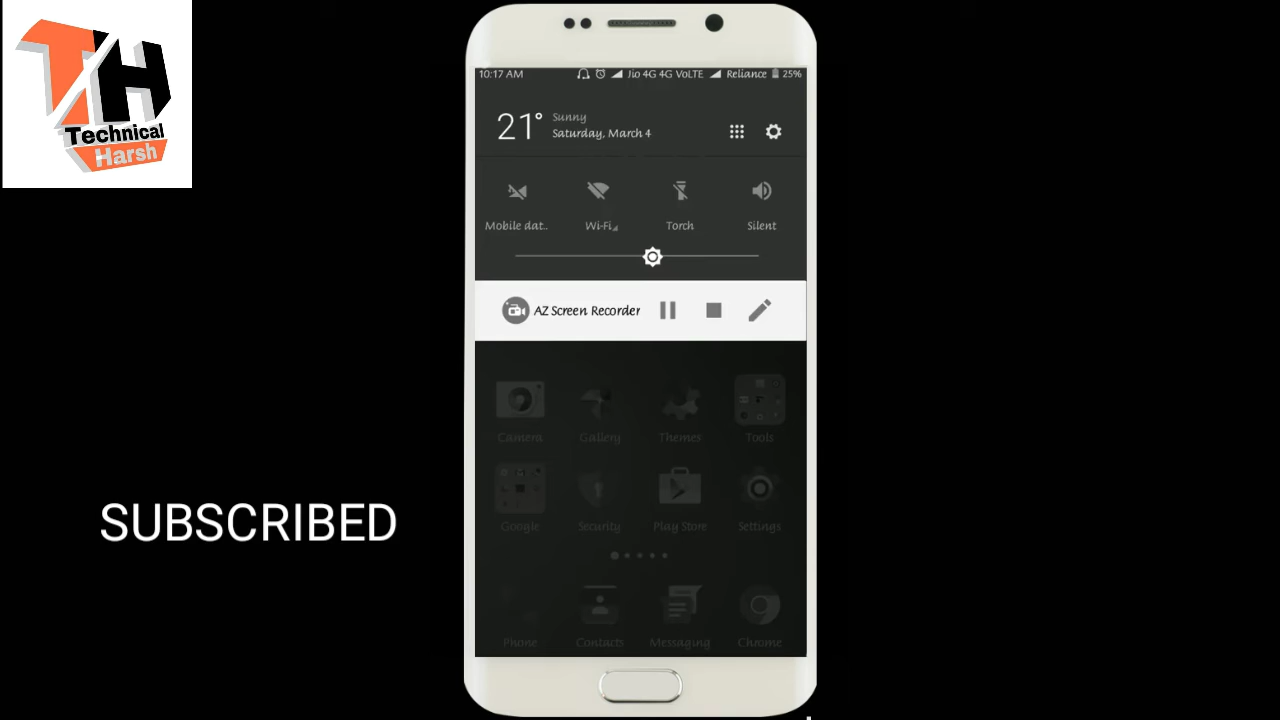 TH
Technical
Harsh
10:17 AM
Jio 4G 4G VoLTE
Reliance
25%
21°
Sunny
Saturday, March 4
Mobile dat..
Wi-Fi
Torch
Silent
AZ Screen Recorder
Camera
Gallery
Themes
Tools
Google
Security
Play Store
Settings
SUBSCRIBED
Phone
Contacts
Messaging
Chrome